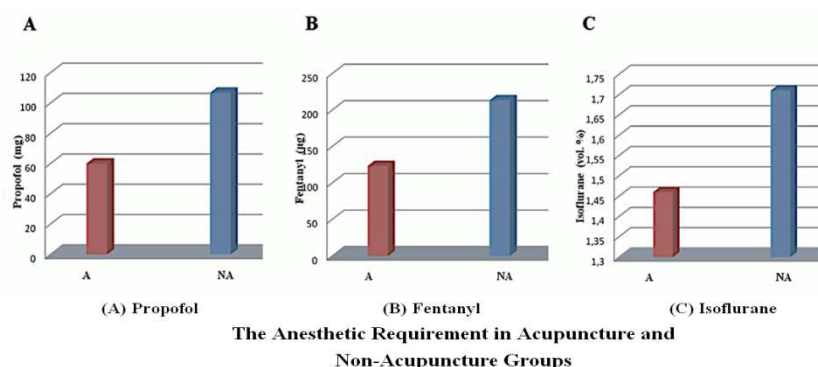 A
B
C
Propofol (mg)
120
100
80
60
40
20
0
A
NA
Fentanyl (µg)
250
200
150
100
50
0
A
NA
Isoflurane (vol. %)
1,75
1,7
1,65
1,6
1,55
1,5
1,45
1,4
1,35
1,3
A
NA
(A) Propofol
(B) Fentanyl
(C) Isoflurane
The Anesthetic Requirement in Acupuncture and
Non-Acupuncture Groups